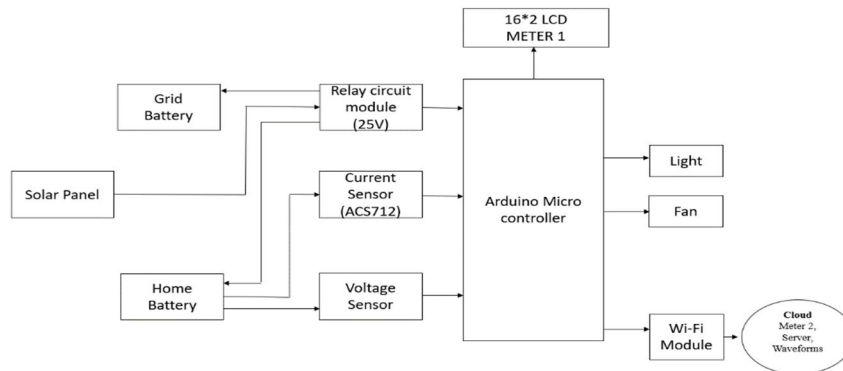 16*2 LCD
METER 1
Grid
Battery
Relay circuit
module
(25V)
Solar Panel
Current
Sensor
(ACS712)
Arduino Micro
controller
Light
Fan
Home
Battery
Voltage
Sensor
Wi-Fi
Module
Cloud
Meter 2,
Server,
Waveforms